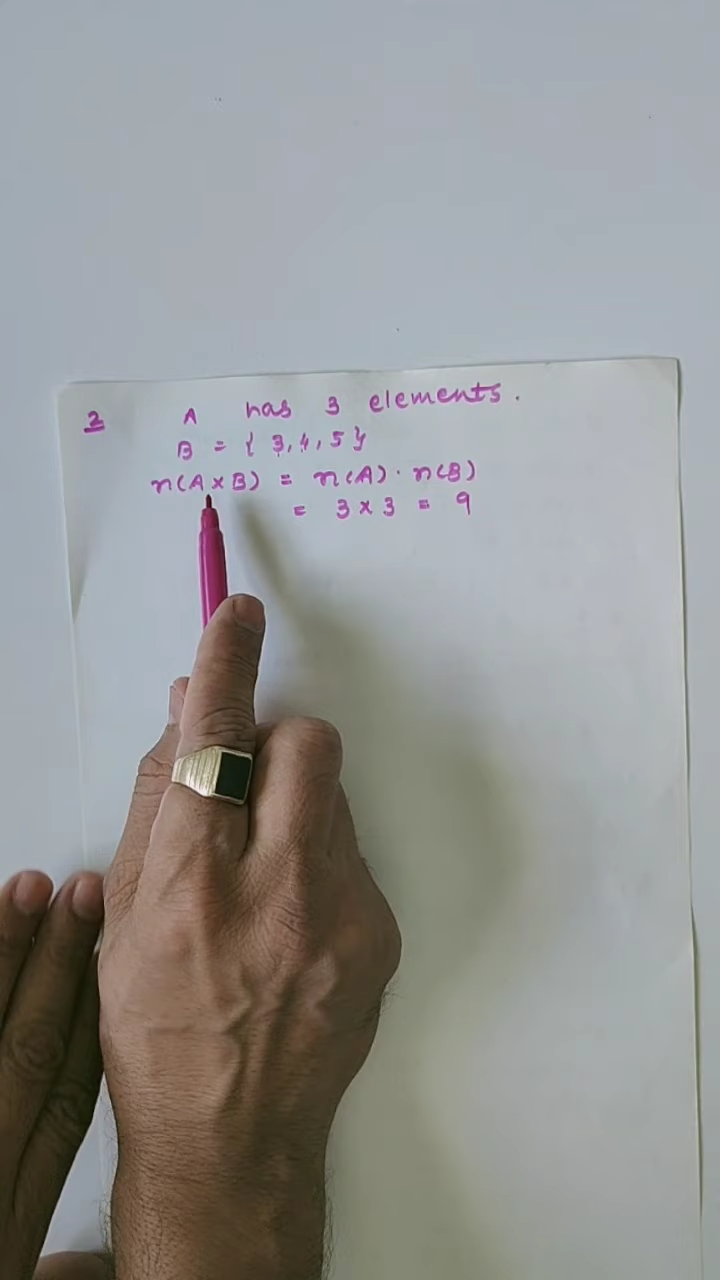 2 A has 3 elements.
B = { 3, 4, 5 }
n(A × B) = n(A) · n(B)
= 3 × 3 = 9